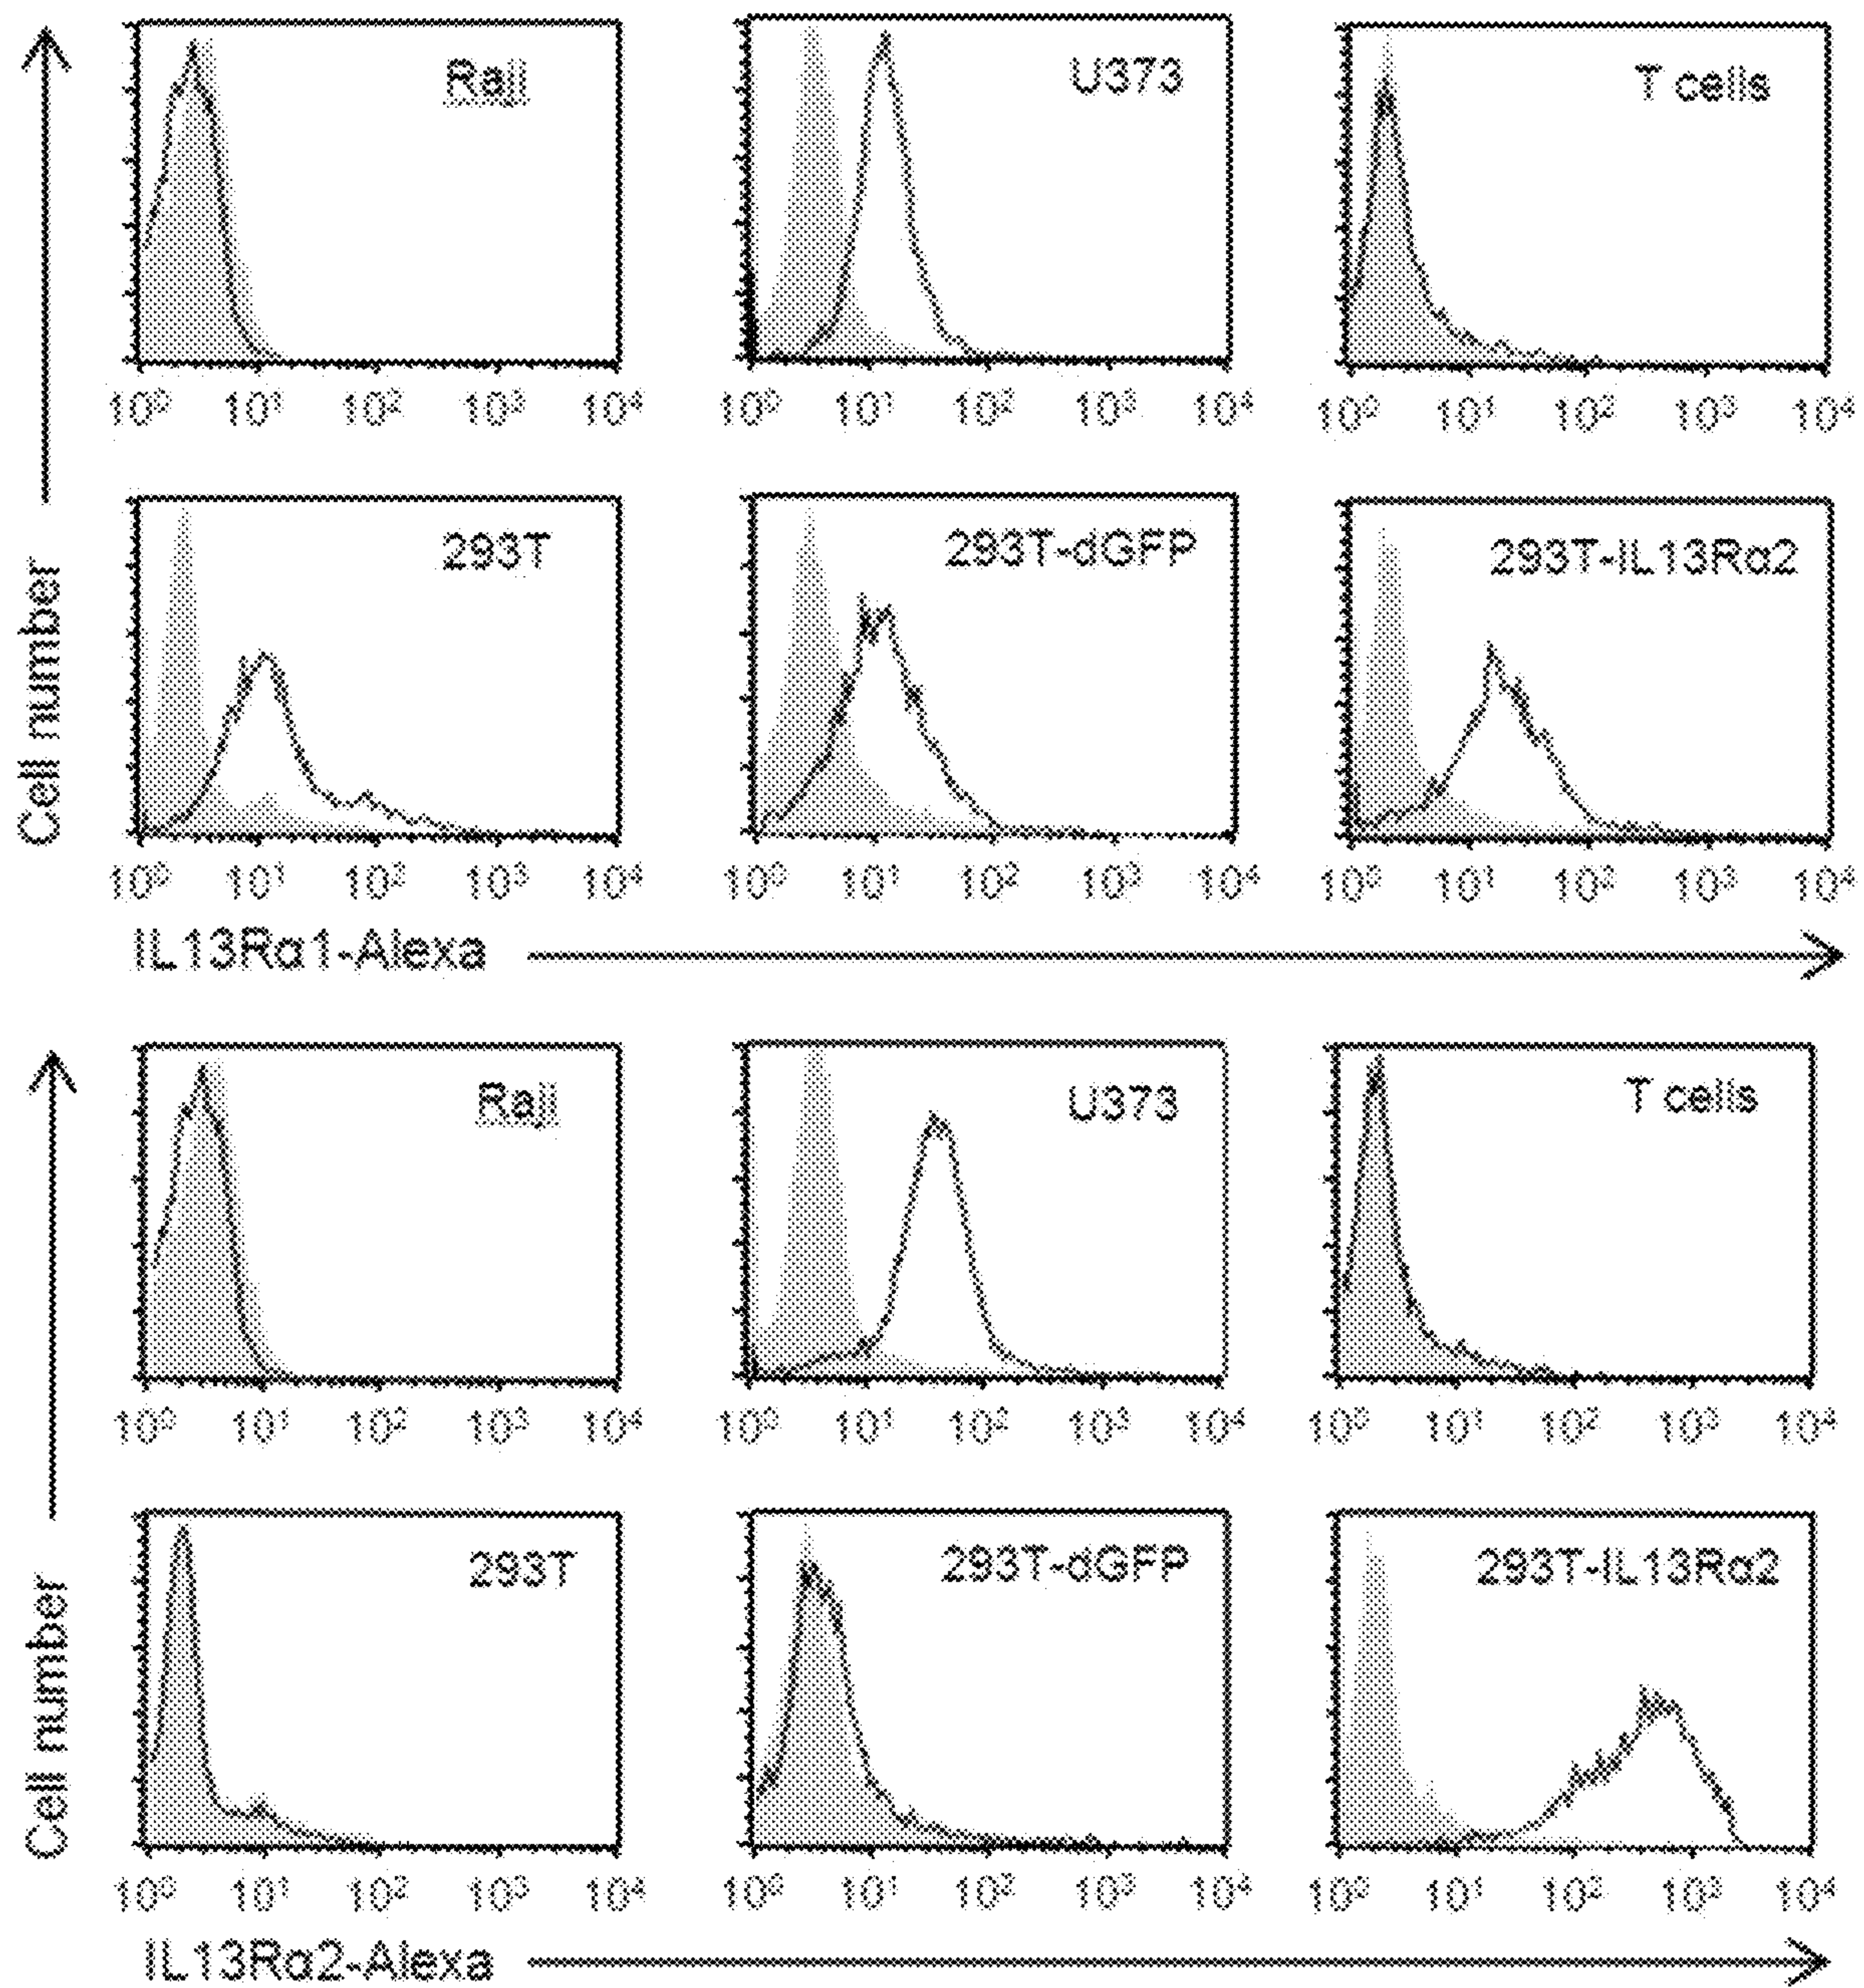 Raji
U373
T cells
10⁰ 10¹ 10² 10³ 10⁴
10⁰ 10¹ 10² 10³ 10⁴
10⁰ 10¹ 10² 10³ 10⁴
293T
293T-dGFP
293T-IL13Rα2
10⁰ 10¹ 10² 10³ 10⁴
10⁰ 10¹ 10² 10³ 10⁴
10⁰ 10¹ 10² 10³ 10⁴
Cell number
IL13Rα1-Alexa
Raji
U373
T cells
10⁰ 10¹ 10² 10³ 10⁴
10⁰ 10¹ 10² 10³ 10⁴
10⁰ 10¹ 10² 10³ 10⁴
293T
293T-dGFP
293T-IL13Rα2
10⁰ 10¹ 10² 10³ 10⁴
10⁰ 10¹ 10² 10³ 10⁴
10⁰ 10¹ 10² 10³ 10⁴
Cell number
IL13Rα2-Alexa